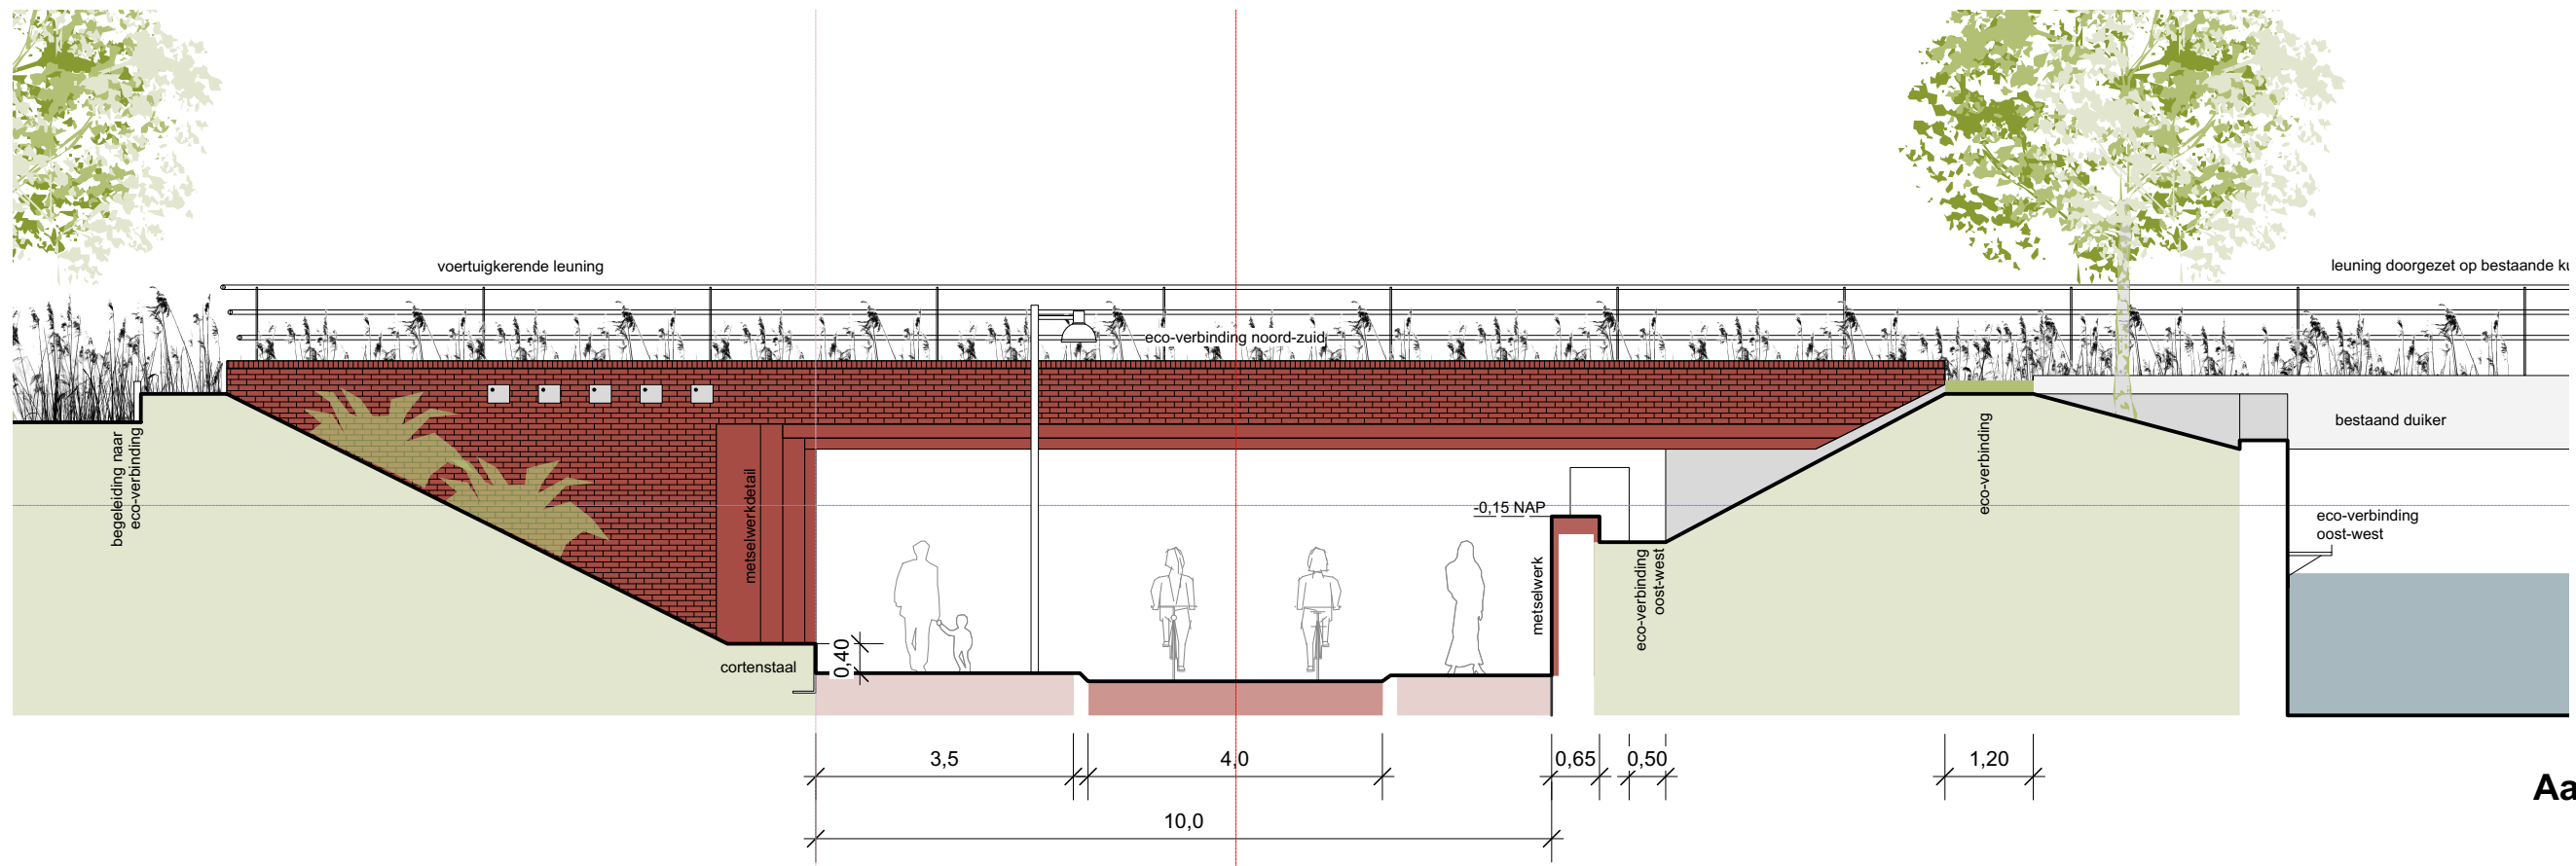 voertuigkerende leuning
leuning doorgezet op bestaande
eco-verbinding noord-zuid
begeleiding naar
eco-verbinding
metselwerkdetail
-0,15 NAP
eco-verbinding
bestaand duiker
eco-verbinding
oost-west
metselwerk
eco-verbinding
oost-west
cortenstaal
0,40
3,5
4,0
0,65
0,50
1,20
10,0
Aa